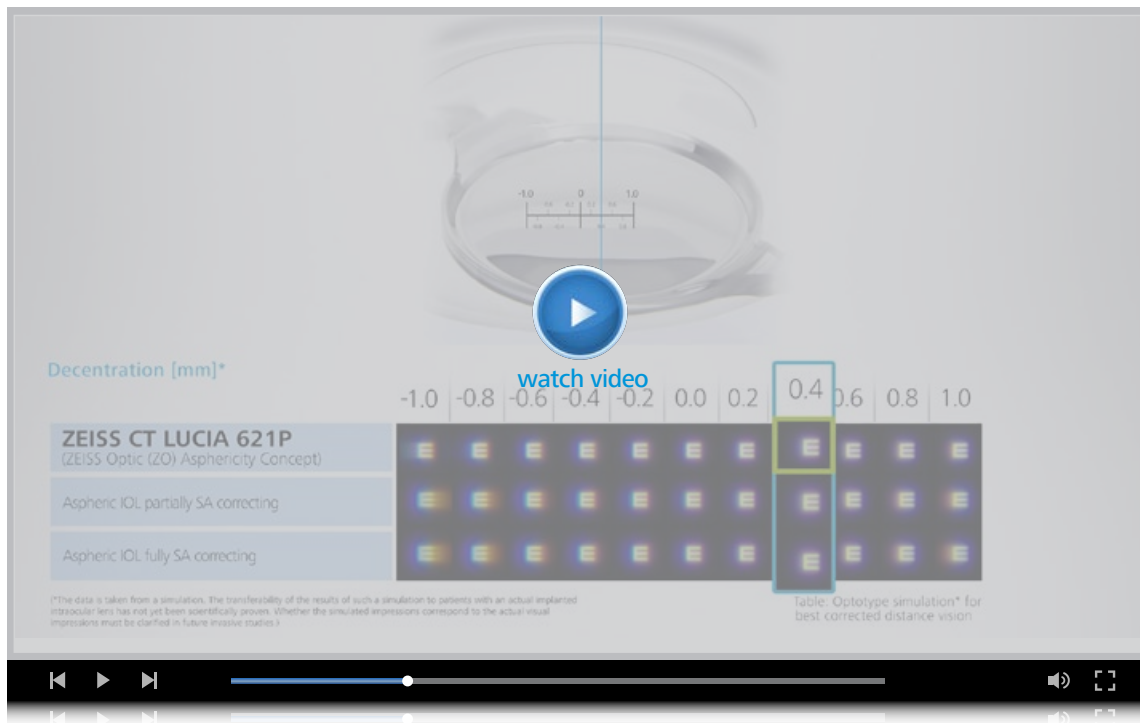 -1.0 0 1.0
watch video
Decentration [mm]*
-1.0 -0.8 -0.6 -0.4 -0.2 0.0 0.2 0.4 0.6 0.8 1.0
ZEISS CT LUCIA 621P
(ZEISS Optic (ZO) Asphericity Concept)
E E E E E E E E E E E
Aspheric IOL partially SA correcting
E E E E E E E E E E E
Aspheric IOL fully SA correcting
E E E E E E E E E E E
(*The data is taken from a simulation. The transferability of the results of such a simulation to patients with an actual implanted
intraocular lens has not yet been scientifically proven. Whether the simulated impressions correspond to the actual visual
impressions must be clarified in future invasive studies.)
Table: Optotype simulation* for
best corrected distance vision